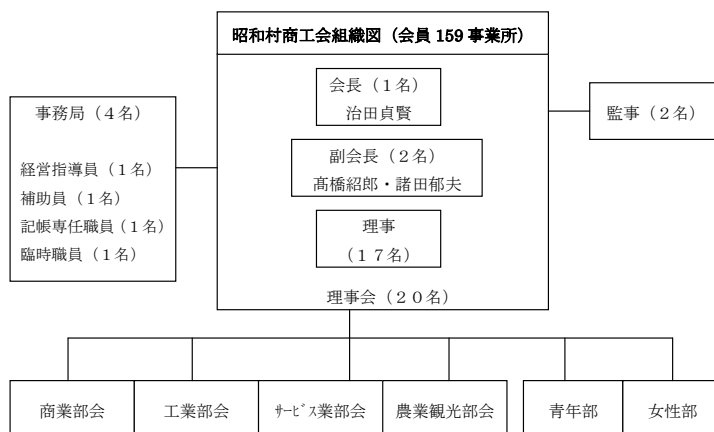 昭和村商工会組織図（会員 159 事業所）
会長（１名）
治田貞賢
副会長（２名）
髙橋紹郎・諸田郁夫
理事
（１７名）
理事会（２０名）
事務局（４名）
経営指導員（１名）
補助員（１名）
記帳専任職員（１名）
臨時職員（１名）
監事（２名）
商業部会
工業部会
ｻｰﾋﾞｽ業部会
農業観光部会
青年部
女性部